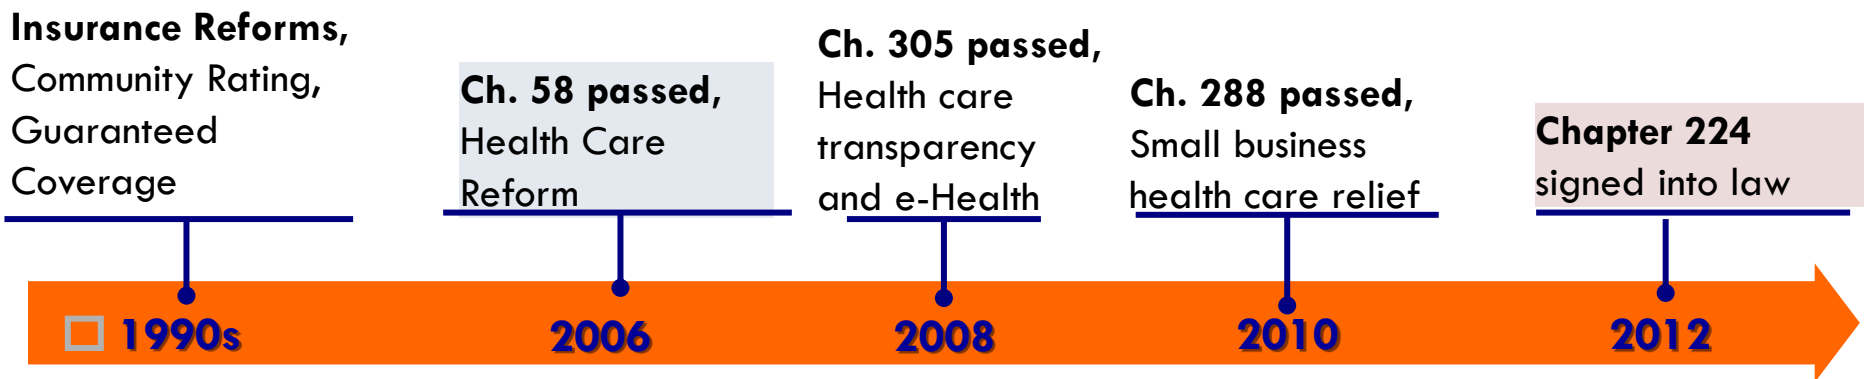 Insurance Reforms,
Community Rating,
Guaranteed
Coverage
Ch. 58 passed,
Health Care
Reform
Ch. 305 passed,
Health care
transparency
and e-Health
Ch. 288 passed,
Small business
health care relief
Chapter 224
signed into law
1990s
2006
2008
2010
2012